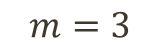 m = 3